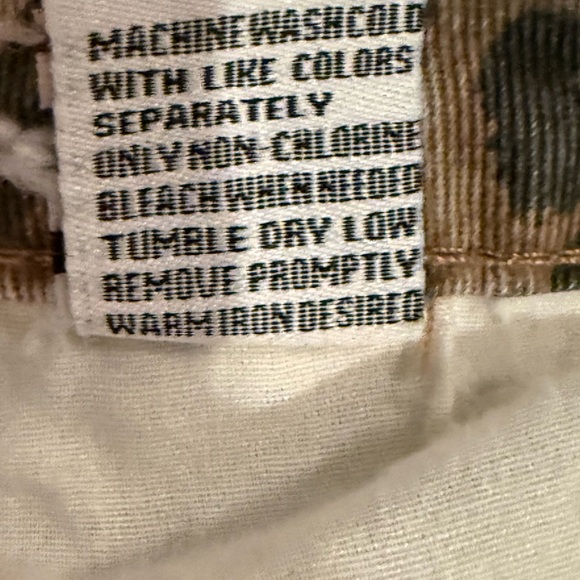 MACHINE WASH COLD
WITH LIKE COLORS
SEPARATELY
ONLY NON-CHLORINE
BLEACH WHEN NEEDED
TUMBLE DRY LOW
REMOVE PROMPTLY
WARM IRON DESIRED